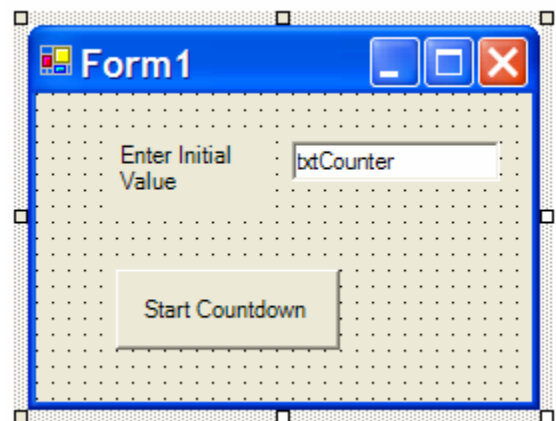 Form1
Enter Initial
Value
txtCounter
Start Countdown